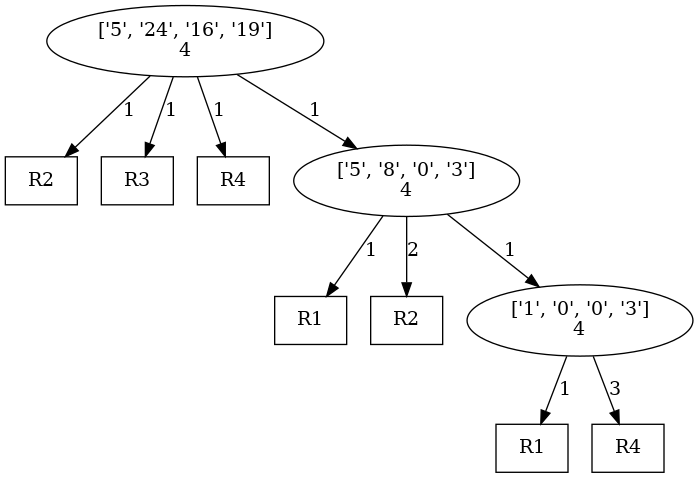 ['5', '24', '16', '19']
4
1
1
1
1
R2
R3
R4
['5', '8', '0', '3']
4
1
2
1
R1
R2
['1', '0', '0', '3']
4
1
3
R1
R4